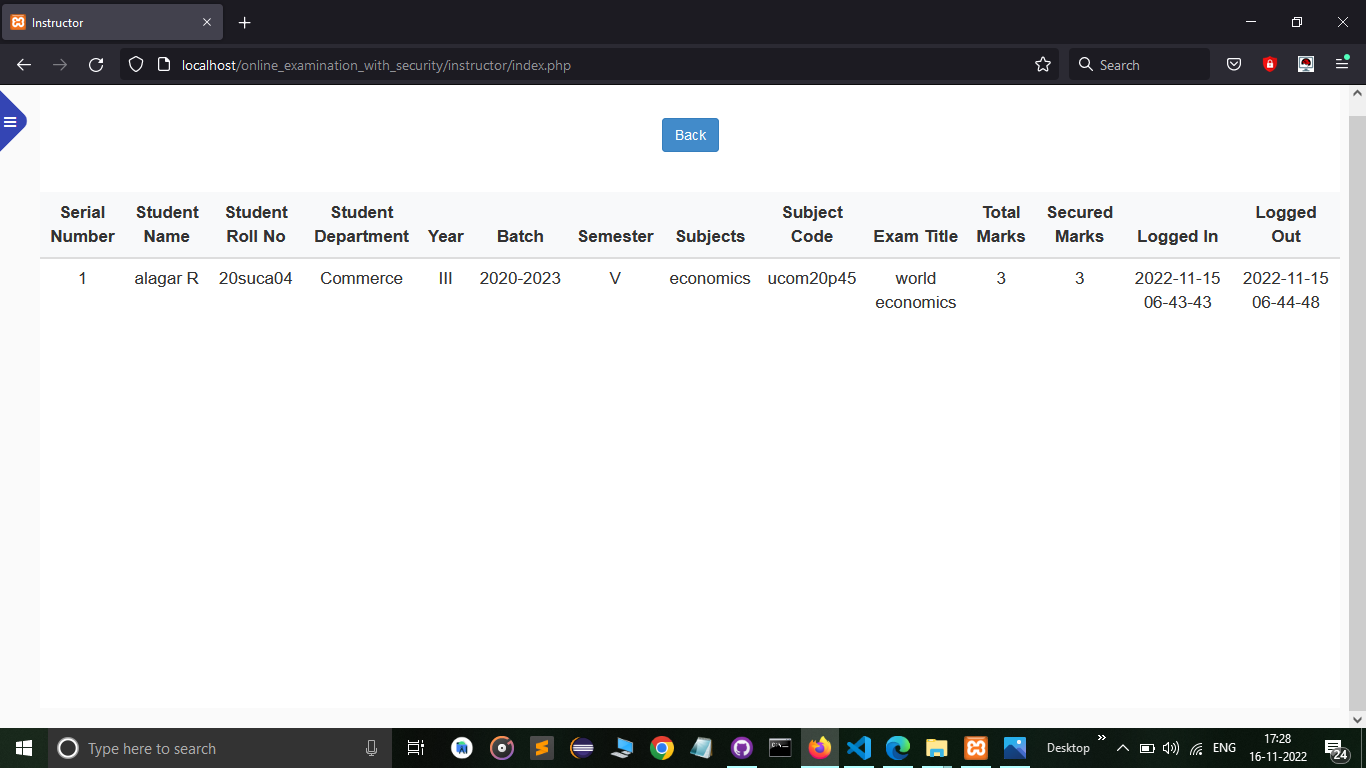 Instructor
localhost/online_examination_with_security/instructor/index.php
Search
Back
Serial Number
Student Name
Student Roll No
Student Department
Year
Batch
Semester
Subjects
Subject Code
Exam Title
Total Marks
Secured Marks
Logged In
Logged Out
1
alagar R
20suca04
Commerce
III
2020-2023
V
economics
ucom20p45
world economics
3
3
2022-11-15 06-43-43
2022-11-15 06-44-48
Type here to search
Desktop
ENG
17:28
16-11-2022
24